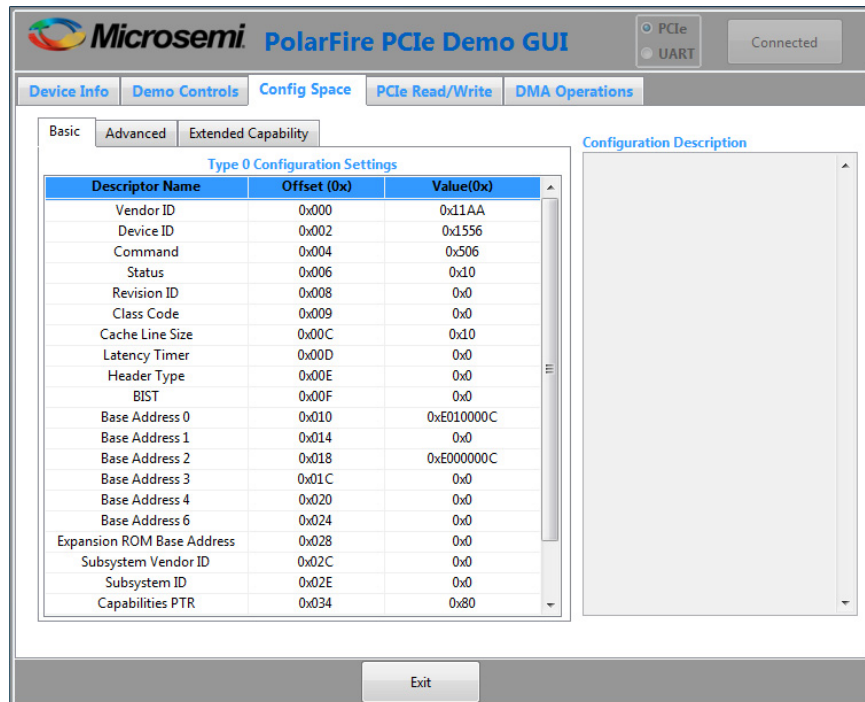 Microsemi. PolarFire PCIe Demo GUI
PCIe
UART
Connected
Device Info Demo Controls Config Space PCIe Read/Write DMA Operations
Basic Advanced Extended Capability
Configuration Description
Type 0 Configuration Settings
Descriptor Name Offset (0x) Value(0x)
Vendor ID 0x000 0x11AA
Device ID 0x002 0x1556
Command 0x004 0x506
Status 0x006 0x10
Revision ID 0x008 0x0
Class Code 0x009 0x0
Cache Line Size 0x00C 0x10
Latency Timer 0x00D 0x0
Header Type 0x00E 0x0
BIST 0x00F 0x0
Base Address 0 0x010 0xE010000C
Base Address 1 0x014 0x0
Base Address 2 0x018 0xE000000C
Base Address 3 0x01C 0x0
Base Address 4 0x020 0x0
Base Address 6 0x024 0x0
Expansion ROM Base Address 0x028 0x0
Subsystem Vendor ID 0x02C 0x0
Subsystem ID 0x02E 0x0
Capabilities PTR 0x034 0x80
Exit